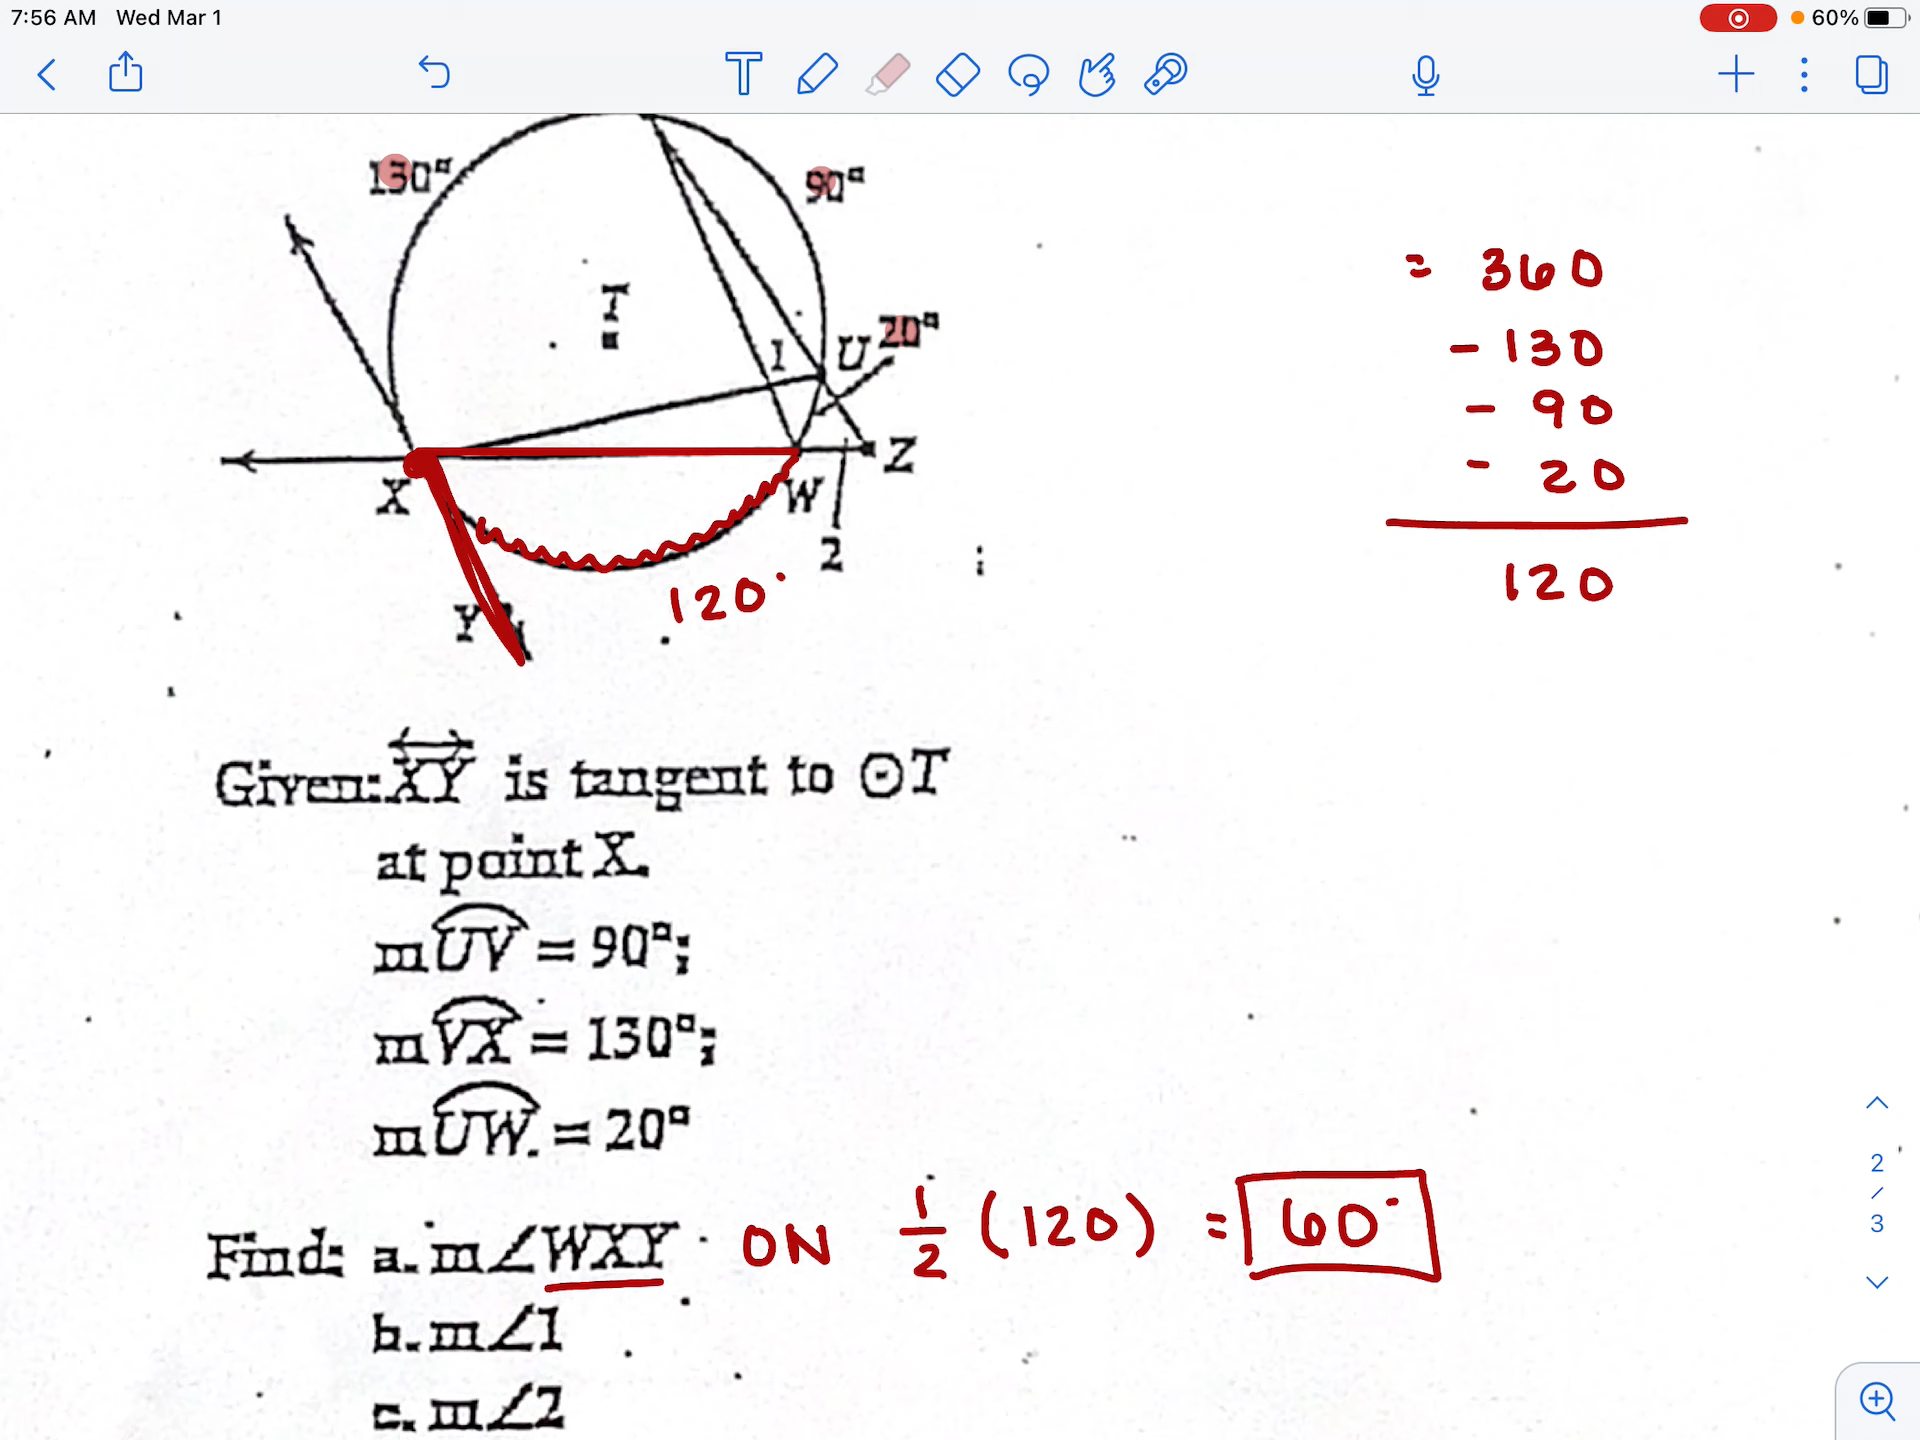 7:56 AM Wed Mar 1
60%
130°
90°
= 360
- 130
- 90
- 20
120
T
1
U
20°
X
W
Z
2
120°
Y
Given: XY is tangent to ⊙T
at point X.
mUV = 90°;
mVX = 130°;
mUW. = 20°
Find: a. m∠WXY ON 1/2 (120) = 60°
b. m∠1
c. m∠2
2
/
3